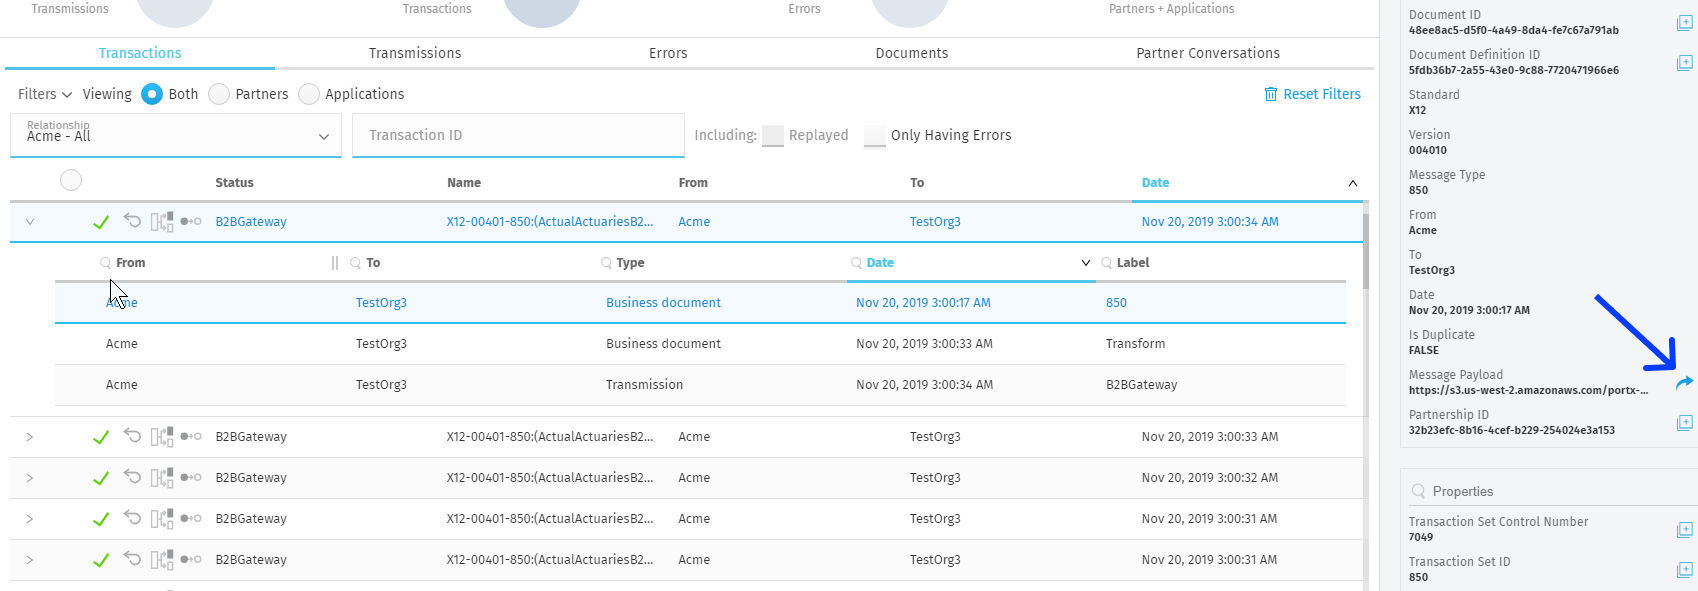 Transmissions
Transactions
Errors
Partners + Applications
Transactions
Transmissions
Errors
Documents
Partner Conversations
Filters Viewing Both Partners Applications
Reset Filters
Relationship
Acme - All
Transaction ID
Including: Replayed Only Having Errors
Status Name From To Date
B2BGateway X12-00401-850:(ActualActuariesB2... Acme TestOrg3 Nov 20, 2019 3:00:34 AM
From To Type Date Label
Acme TestOrg3 Business document Nov 20, 2019 3:00:17 AM 850
Acme TestOrg3 Business document Nov 20, 2019 3:00:33 AM Transform
Acme TestOrg3 Transmission Nov 20, 2019 3:00:34 AM B2BGateway
B2BGateway X12-00401-850:(ActualActuariesB2... Acme TestOrg3 Nov 20, 2019 3:00:33 AM
B2BGateway X12-00401-850:(ActualActuariesB2... Acme TestOrg3 Nov 20, 2019 3:00:32 AM
B2BGateway X12-00401-850:(ActualActuariesB2... Acme TestOrg3 Nov 20, 2019 3:00:31 AM
B2BGateway X12-00401-850:(ActualActuariesB2... Acme TestOrg3 Nov 20, 2019 3:00:31 AM
Document ID
48ee8ac5-d5f0-4a49-8da4-fe7c67a791ab
Document Definition ID
5fdb36b7-2a55-43e0-9c88-7720471966e6
Standard
X12
Version
004010
Message Type
850
From
Acme
To
TestOrg3
Date
Nov 20, 2019 3:00:17 AM
Is Duplicate
FALSE
Message Payload
https://s3.us-west-2.amazonaws.com/portx-...
Partnership ID
32b23efc-8b16-4cef-b229-254024e3a153
Properties
Transaction Set Control Number
7049
Transaction Set ID
850